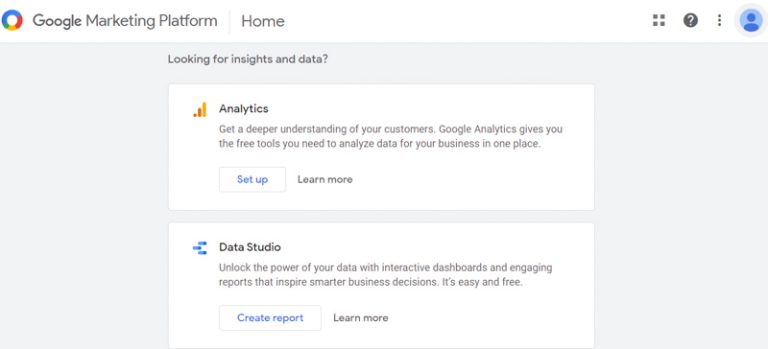 Google Marketing Platform
Home
Looking for insights and data?
Analytics
Get a deeper understanding of your customers. Google Analytics gives you
the free tools you need to analyze data for your business in one place.
Set up
Learn more
Data Studio
Unlock the power of your data with interactive dashboards and engaging
reports that inspire smarter business decisions. It's easy and free.
Create report
Learn more